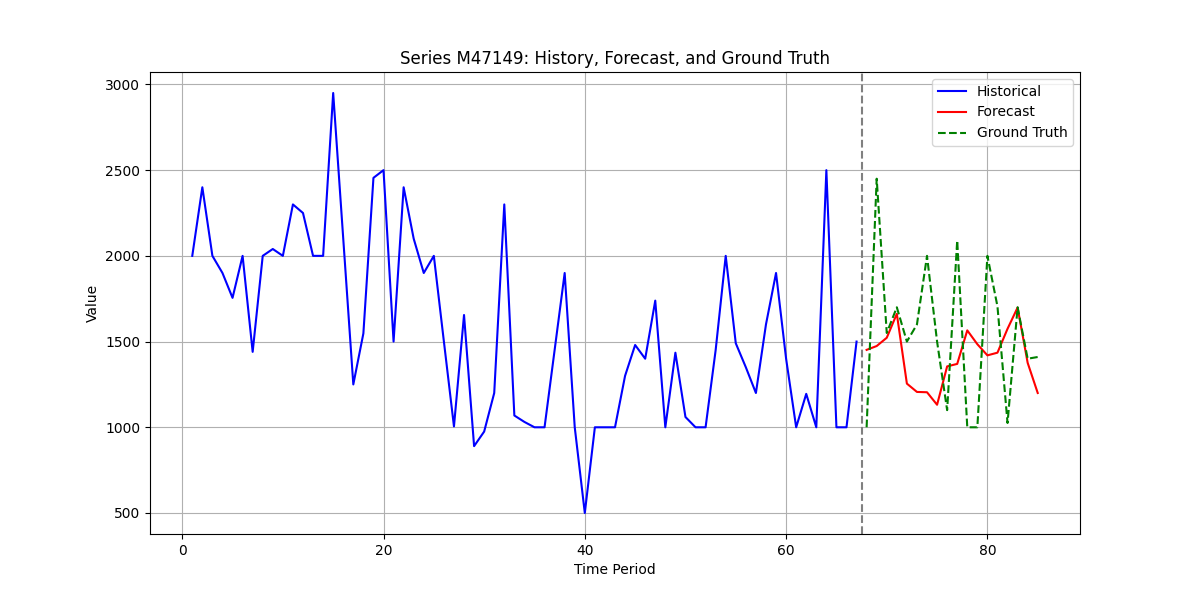 Series M47149: History, Forecast, and Ground Truth
Historical
Forecast
Ground Truth
3000
2500
2000
1500
1000
500
Value
0 20 40 60 80
Time Period